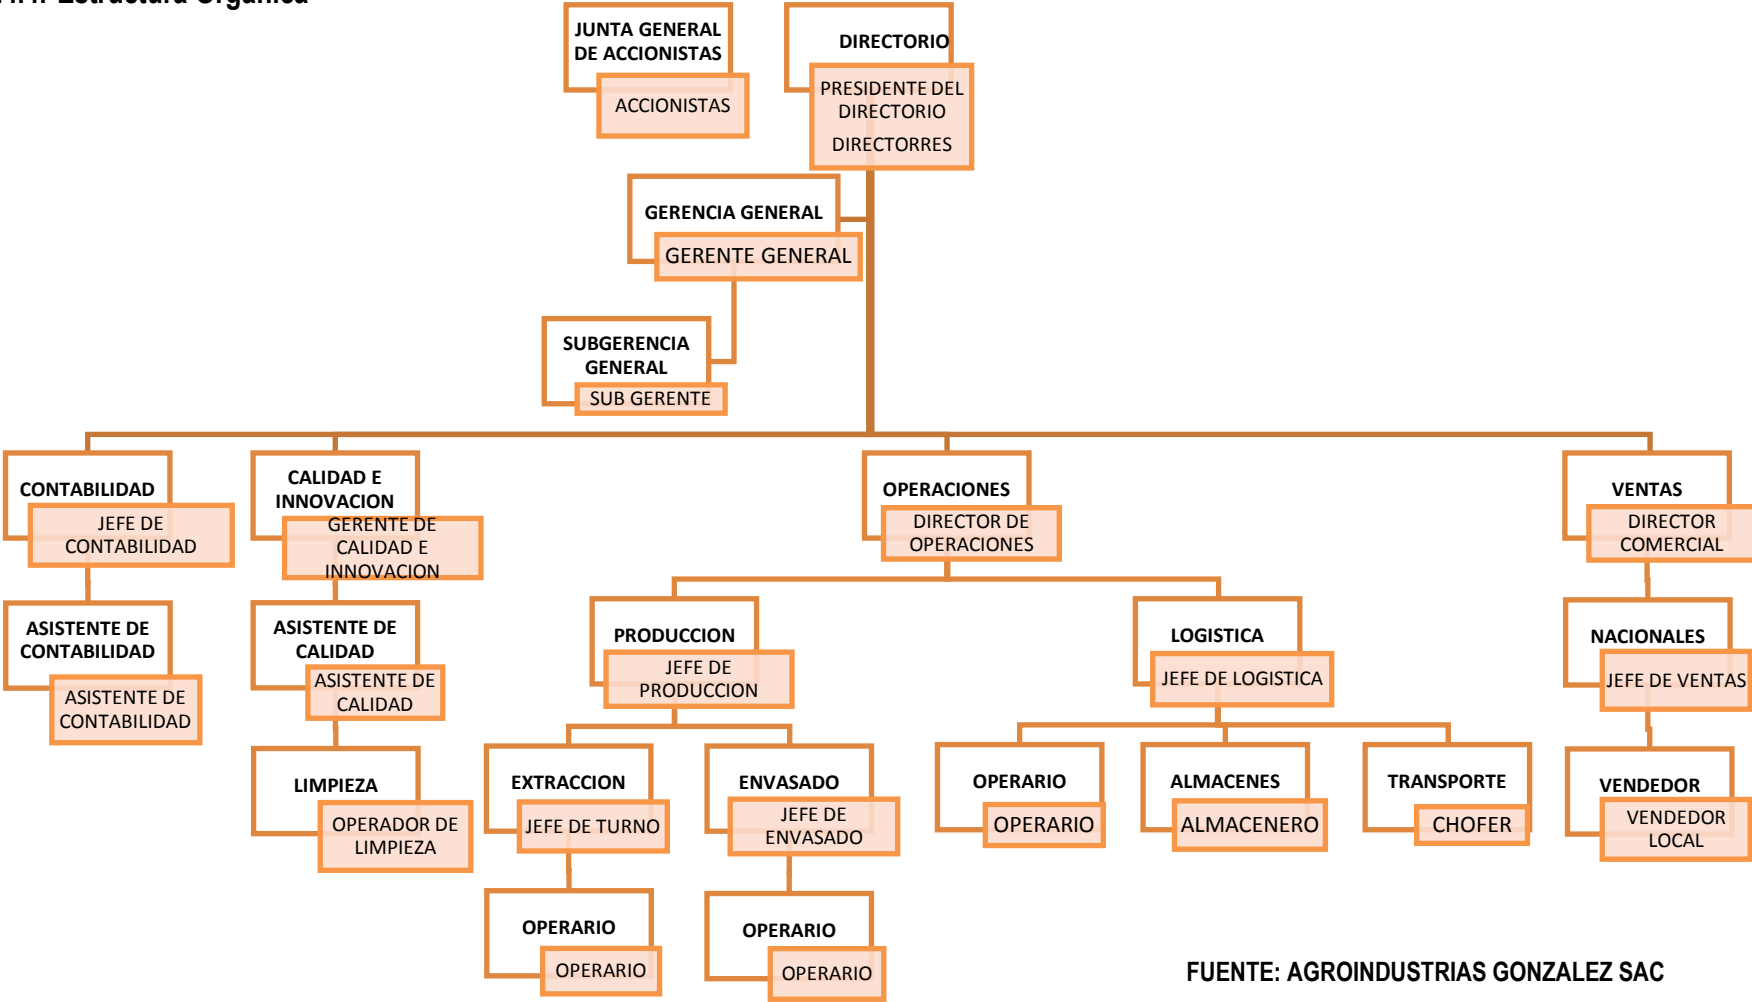 Estructura Orgánica
JUNTA GENERAL
DE ACCIONISTAS
ACCIONISTAS
DIRECTORIO
PRESIDENTE DEL
DIRECTORIO
DIRECTORRES
GERENCIA GENERAL
GERENTE GENERAL
SUBGERENCIA
GENERAL
SUB GERENTE
CONTABILIDAD
JEFE DE
CONTABILIDAD
ASISTENTE DE
CONTABILIDAD
ASISTENTE DE
CONTABILIDAD
CALIDAD E
INNOVACION
GERENTE DE
CALIDAD E
INNOVACION
ASISTENTE DE
CALIDAD
ASISTENTE DE
CALIDAD
LIMPIEZA
OPERADOR DE
LIMPIEZA
OPERACIONES
DIRECTOR DE
OPERACIONES
PRODUCCION
JEFE DE
PRODUCCION
EXTRACCION
JEFE DE TURNO
OPERARIO
OPERARIO
ENVASADO
JEFE DE
ENVASADO
OPERARIO
OPERARIO
LOGISTICA
JEFE DE LOGISTICA
OPERARIO
OPERARIO
ALMACENES
ALMACENERO
TRANSPORTE
CHOFER
VENTAS
DIRECTOR
COMERCIAL
NACIONALES
JEFE DE VENTAS
VENDEDOR
VENDEDOR
LOCAL
FUENTE: AGROINDUSTRIAS GONZALEZ SAC